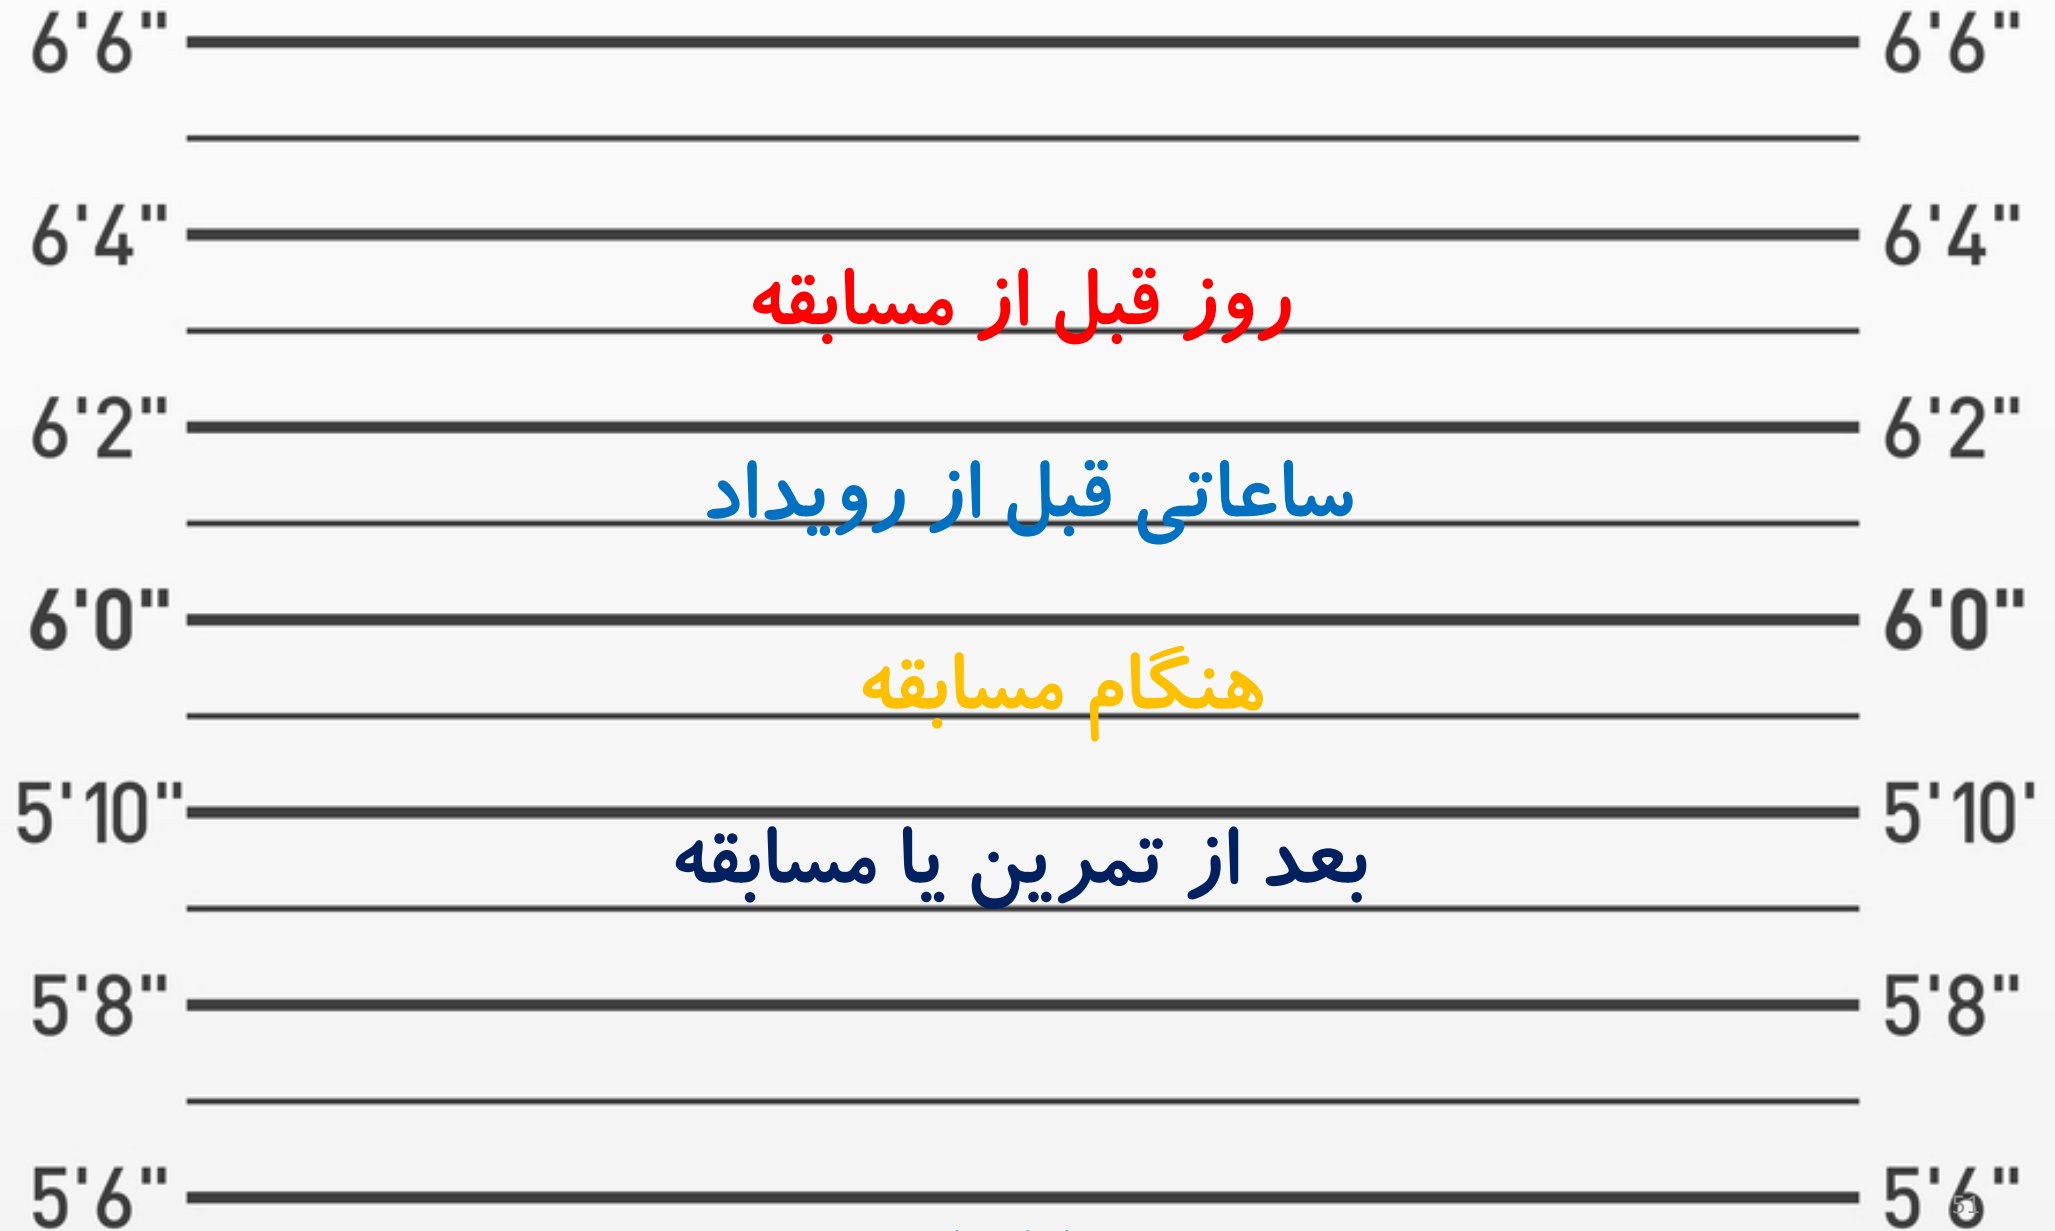 6'6" 6'6"
6'4" 6'4"
روز قبل از مسابقه
6'2" 6'2"
ساعاتی قبل از رویداد
6'0" 6'0"
هنگام مسابقه
5'10" 5'10'
بعد از تمرین یا مسابقه
5'8" 5'8"
5'6" 5'6"
51